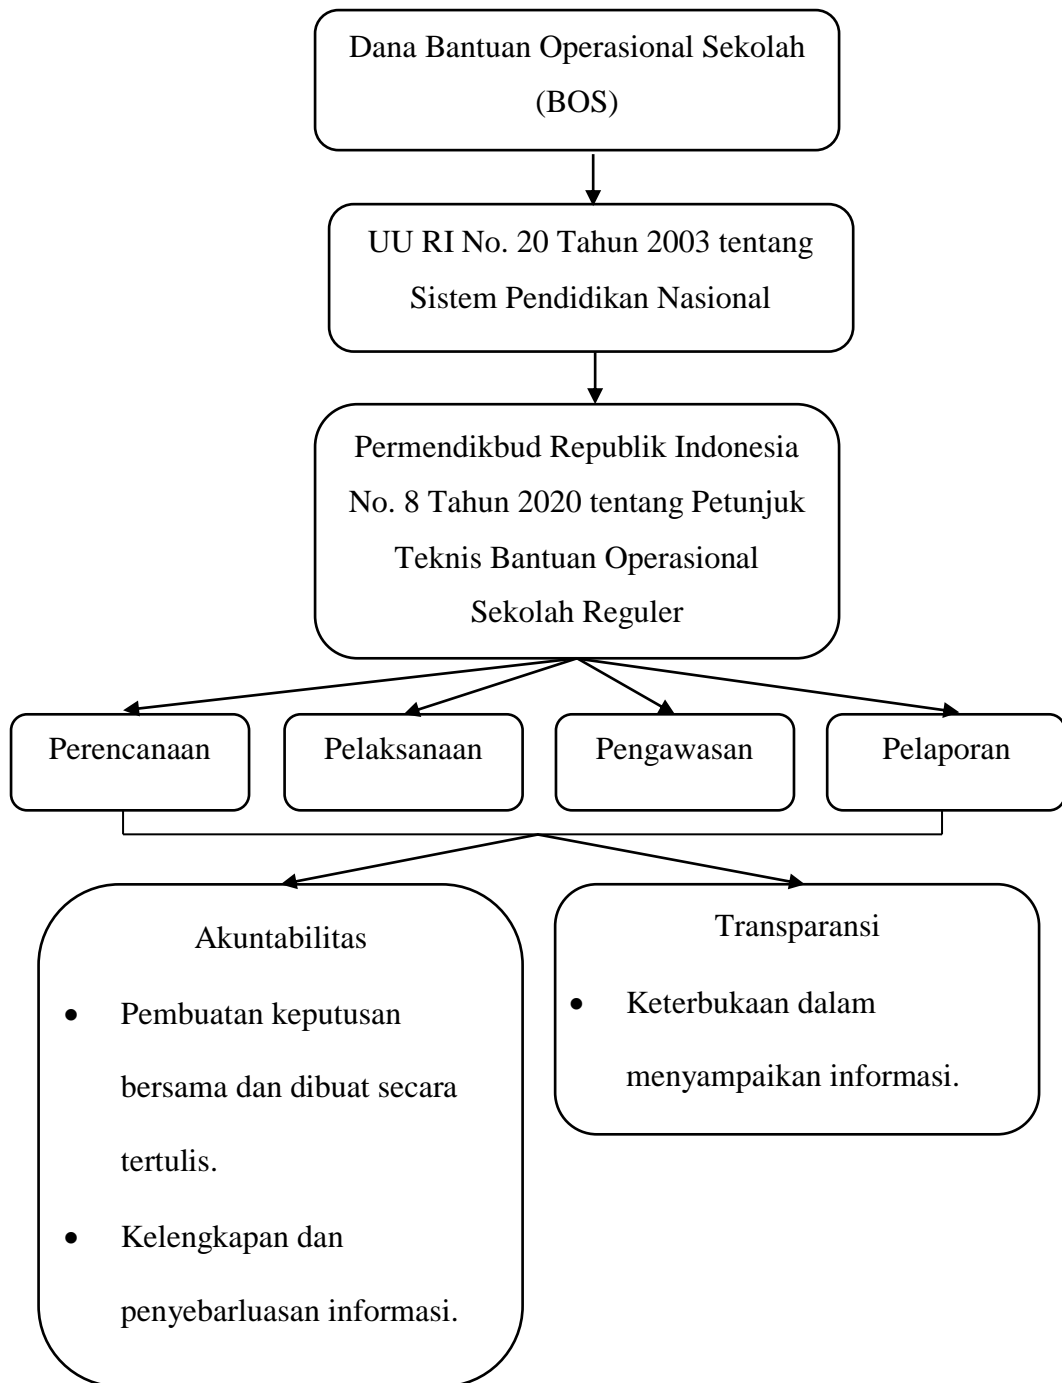 Dana Bantuan Operasional Sekolah
(BOS)
UU RI No. 20 Tahun 2003 tentang
Sistem Pendidikan Nasional
Permendikbud Republik Indonesia
No. 8 Tahun 2020 tentang Petunjuk
Teknis Bantuan Operasional
Sekolah Reguler
Perencanaan
Pelaksanaan
Pengawasan
Pelaporan
Akuntabilitas
• Pembuatan keputusan
bersama dan dibuat secara
tertulis.
• Kelengkapan dan
penyebarluasan informasi.
Transparansi
• Keterbukaan dalam
menyampaikan informasi.